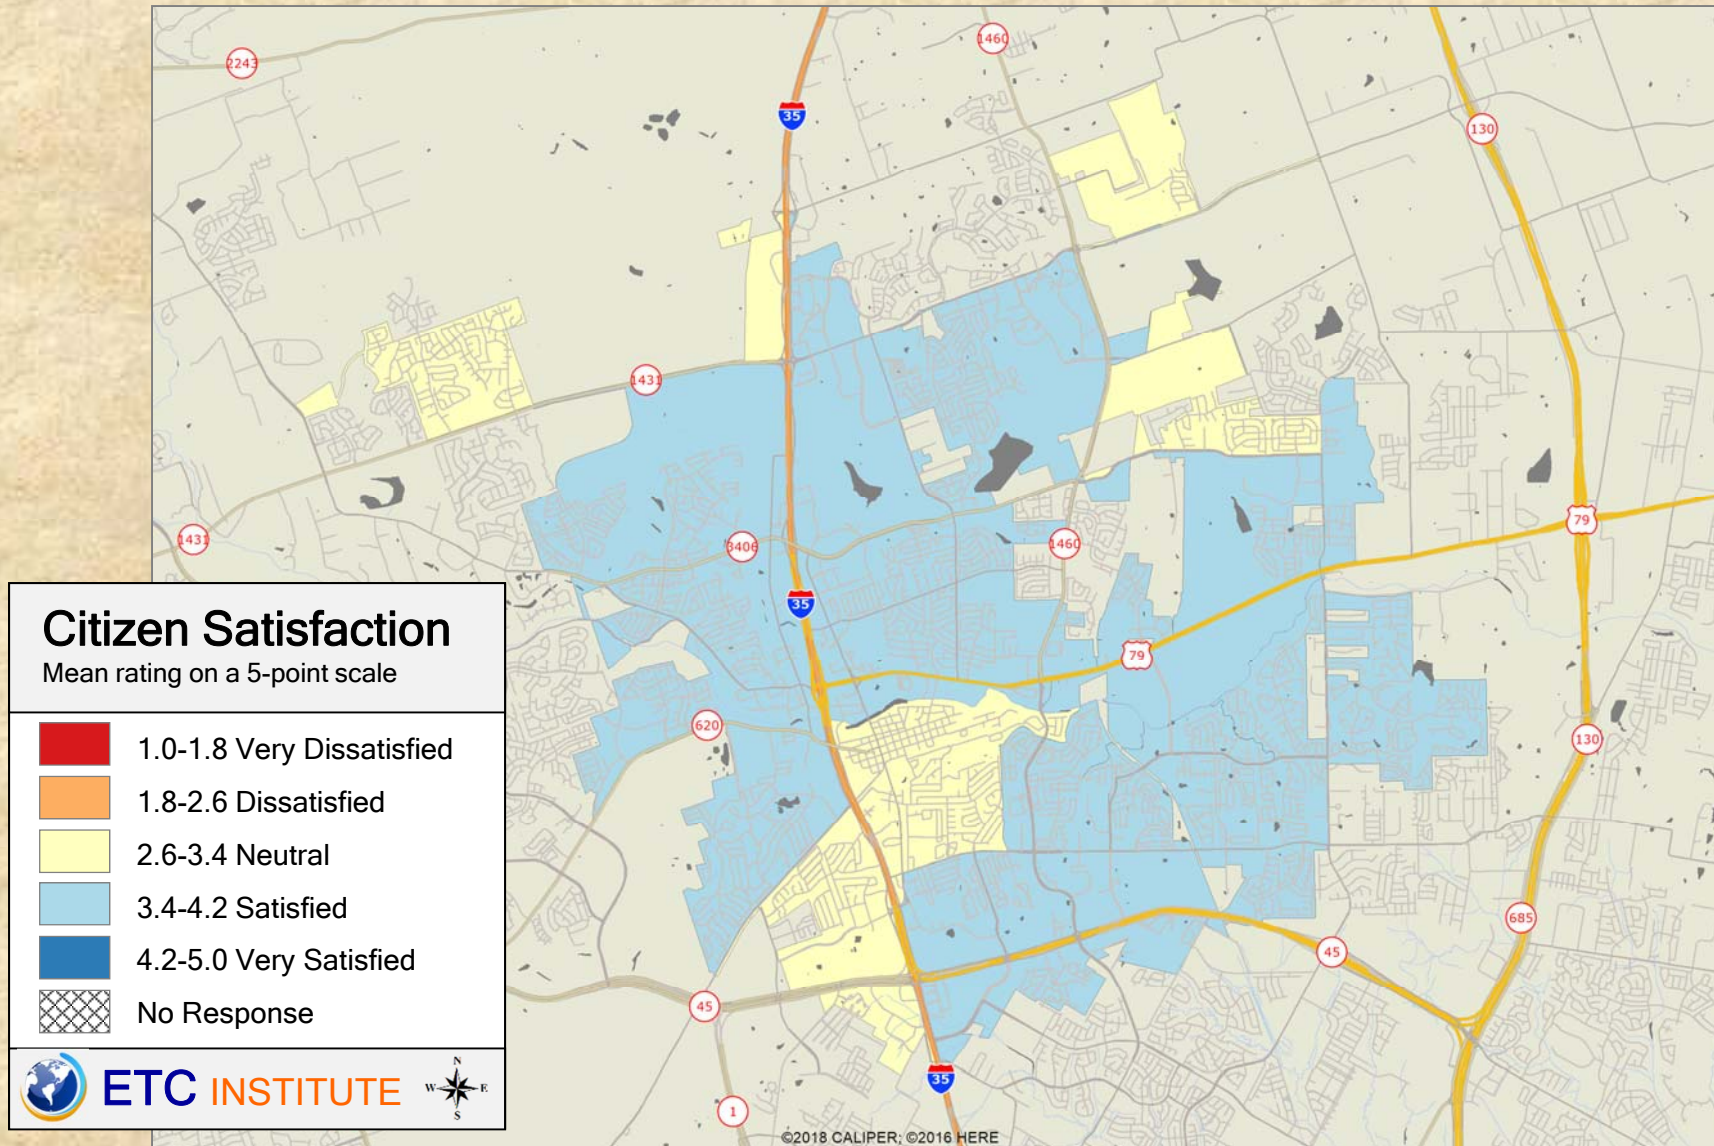 2243
1460
35
130
1431
1431
3406
1460
79
35
79
620
130
685
45
45
35
1
Citizen Satisfaction
Mean rating on a 5-point scale
1.0-1.8 Very Dissatisfied
1.8-2.6 Dissatisfied
2.6-3.4 Neutral
3.4-4.2 Satisfied
4.2-5.0 Very Satisfied
No Response
ETC INSTITUTE
N
W E
S
©2018 CALIPER; ©2016 HERE